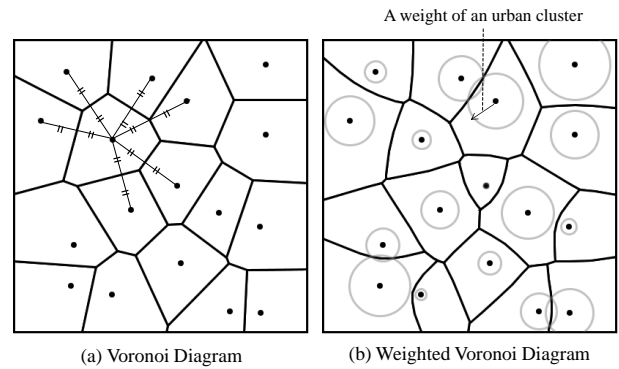 A weight of an urban cluster
(a) Voronoi Diagram
(b) Weighted Voronoi Diagram